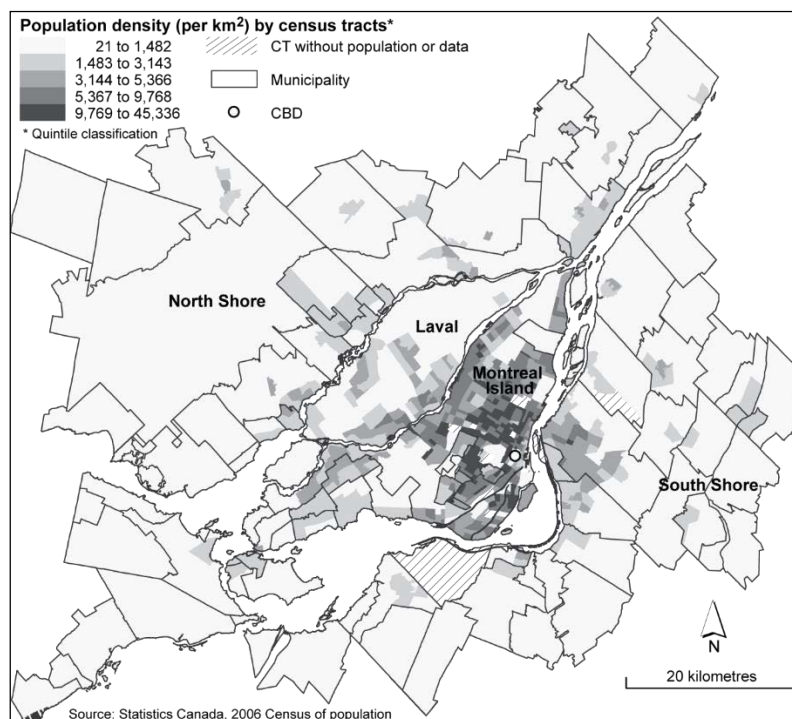 Population density (per km2) by census tracts*
21 to 1,482
1,483 to 3,143
3,144 to 5,366
5,367 to 9,768
9,769 to 45,336
* Quintile classification
CT without population or data
Municipality
CBD
North Shore
Laval
Montreal
Island
South Shore
N
20 kilometres
Source: Statistics Canada, 2006 Census of population